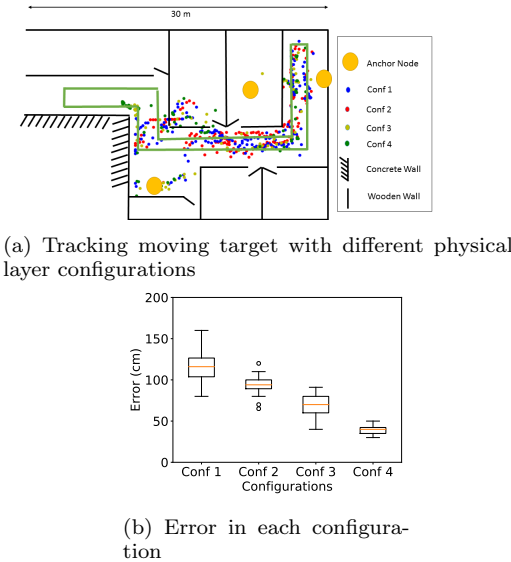 30 m
Anchor Node
Conf 1
Conf 2
Conf 3
Conf 4
Concrete Wall
Wooden Wall
(a) Tracking moving target with different physical
layer configurations
200
150
100
50
0
Error (cm)
Conf 1 Conf 2 Conf 3 Conf 4
Configurations
(b) Error in each configura-
tion